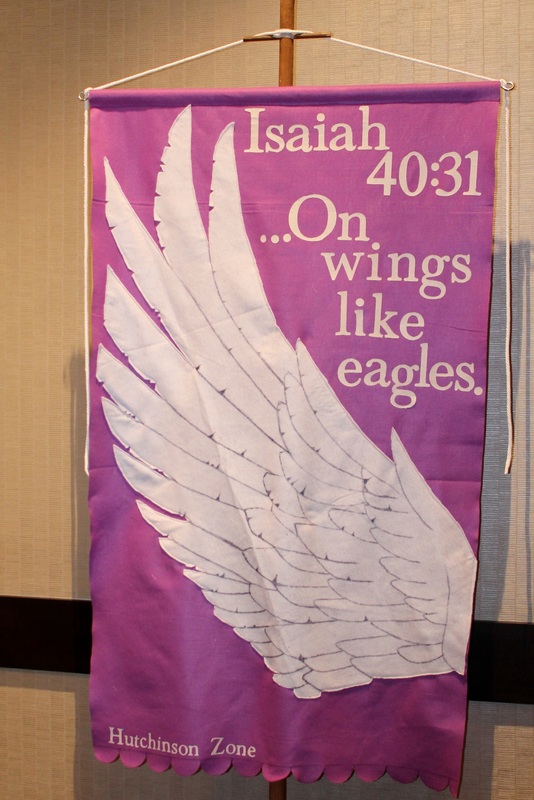 Isaiah
40:31
...On
wings
like
eagles.
Hutchinson Zone